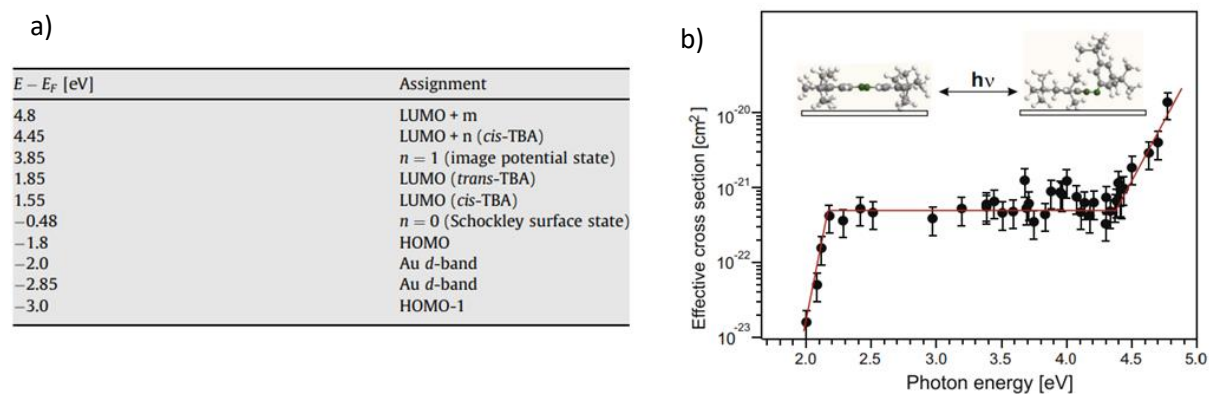 a)
E – E_F [eV] Assignment
4.8 LUMO + m
4.45 LUMO + n (cis-TBA)
3.85 n = 1 (image potential state)
1.85 LUMO (trans-TBA)
1.55 LUMO (cis-TBA)
−0.48 n = 0 (Schockley surface state)
−1.8 HOMO
−2.0 Au d-band
−2.85 Au d-band
−3.0 HOMO-1
b)
hν
Effective cross section [cm²]
10⁻²⁰
10⁻²¹
10⁻²²
10⁻²³
2.0 2.5 3.0 3.5 4.0 4.5 5.0
Photon energy [eV]